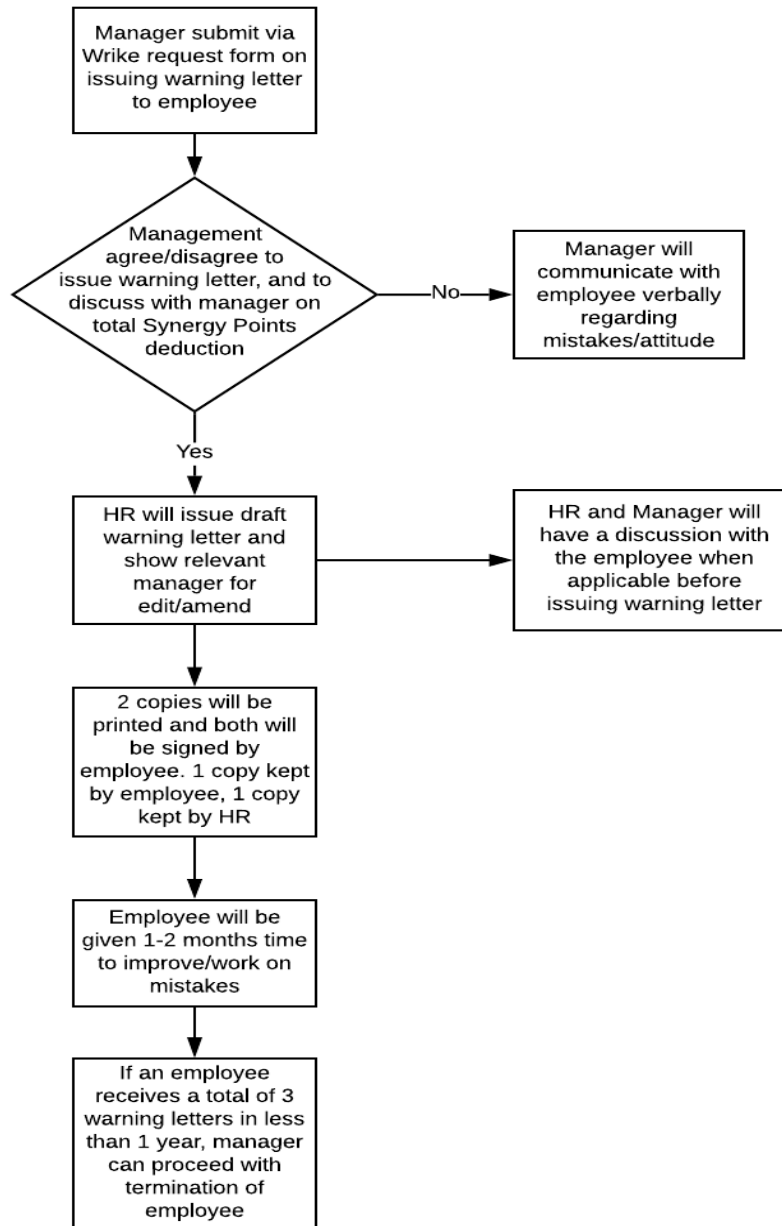 Manager submit via
Wrike request form on
issuing warning letter
to employee
Management
agree/disagree to
issue warning letter, and to
discuss with manager on
total Synergy Points
deduction
No
Manager will
communicate with
employee verbally
regarding
mistakes/attitude
Yes
HR will issue draft
warning letter and
show relevant
manager for
edit/amend
HR and Manager will
have a discussion with
the employee when
applicable before
issuing warning letter
2 copies will be
printed and both will
be signed by
employee. 1 copy kept
by employee, 1 copy
kept by HR
Employee will be
given 1-2 months time
to improve/work on
mistakes
If an employee
receives a total of 3
warning letters in less
than 1 year, manager
can proceed with
termination of
employee